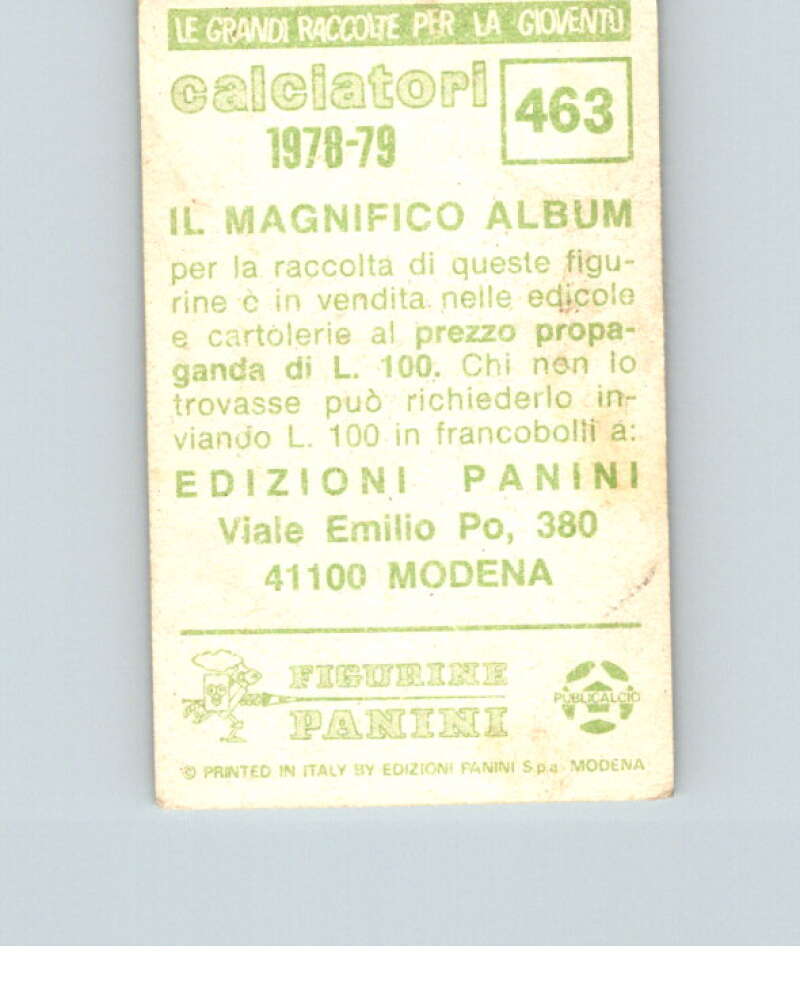 LE GRANDI RACCOLTE PER LA GIOVENTÙ
calciatori
1978-79
463
IL MAGNIFICO ALBUM
per la raccolta di queste figu-
rine è in vendita nelle edicole
e cartolerie al prezzo propa-
ganda di L. 100. Chi non lo
trovasse può richiederlo in-
viando L. 100 in francobolli a:
EDIZIONI PANINI
Viale Emilio Po, 380
41100 MODENA
FIGURINE
PANINI
PUBLICALCIO
© PRINTED IN ITALY BY EDIZIONI PANINI S.p.a. MODENA